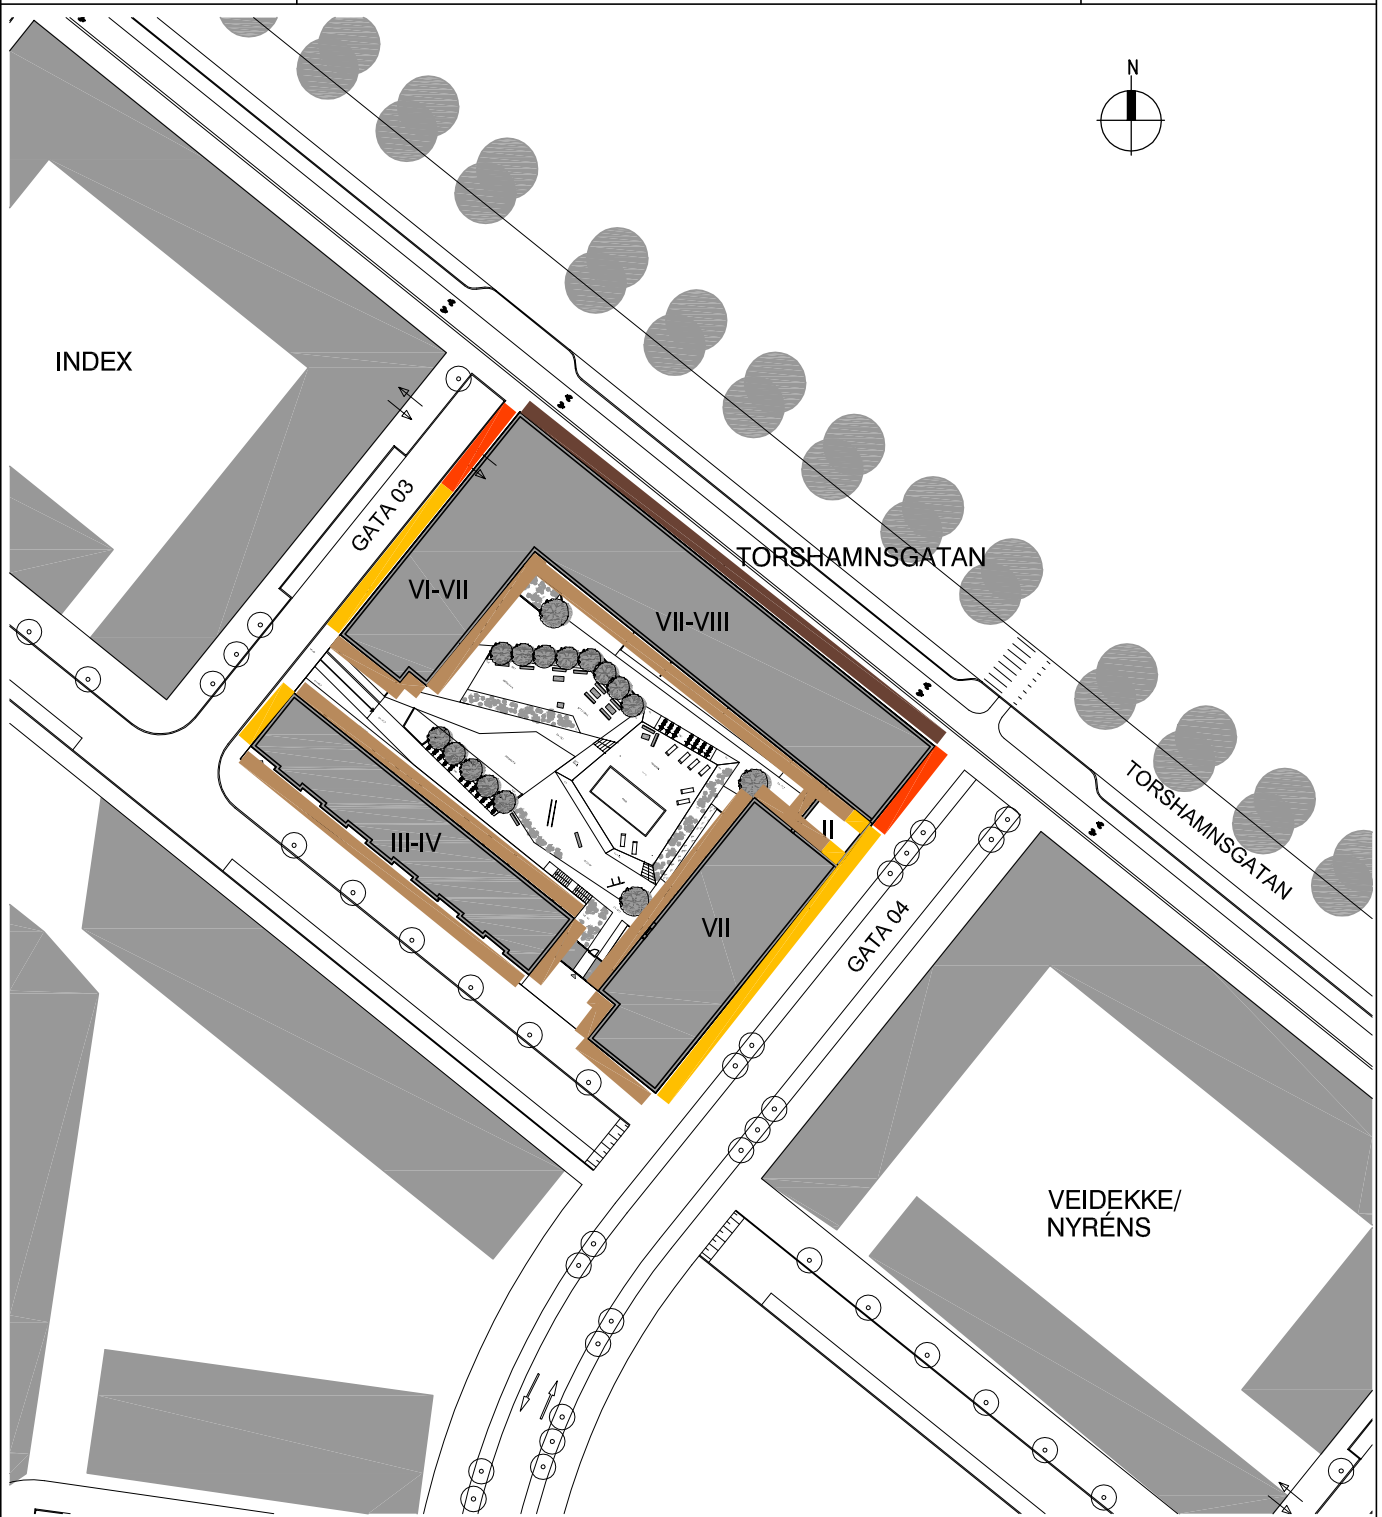 N
INDEX
GATA 03
TORSHAMNSGATAN
VI-VII
VII-VIII
TORSHAMNSGATAN
II
III-IV
VII
GATA 04
VEIDEKKE/
NYRÉNS